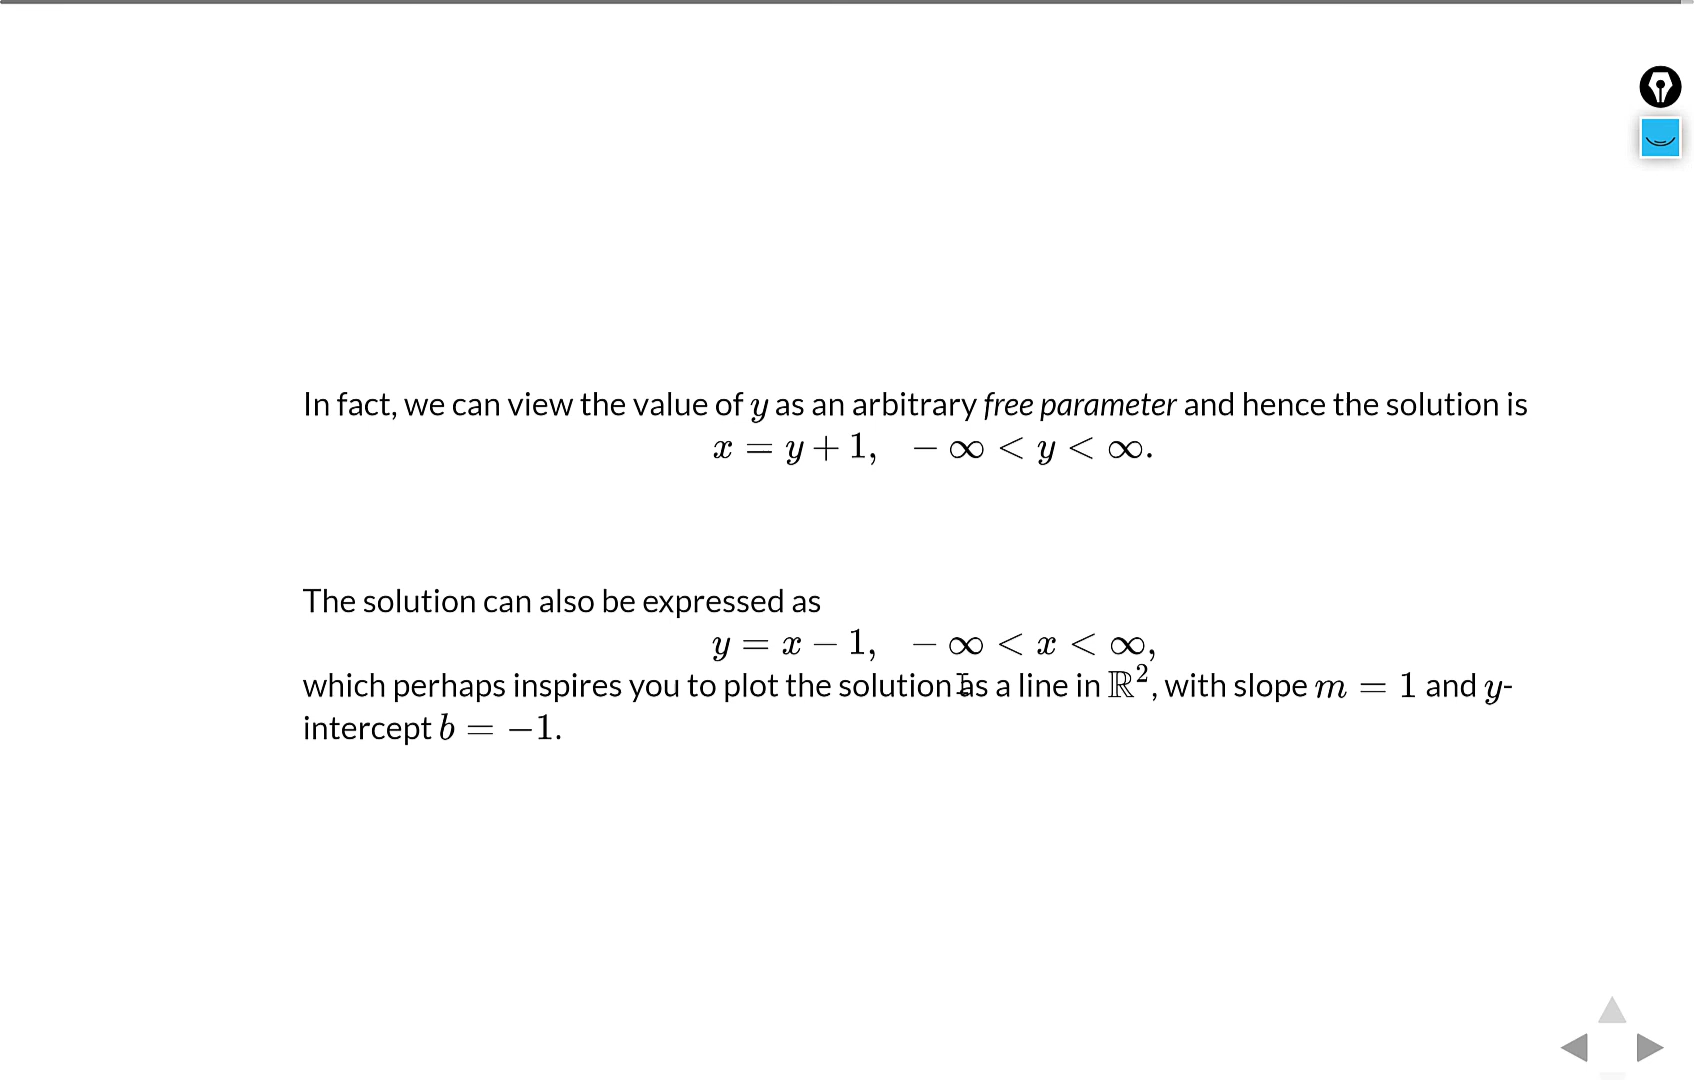 In fact, we can view the value of y as an arbitrary free parameter and hence the solution is
x = y + 1,   − ∞ < y < ∞.
The solution can also be expressed as
y = x − 1,   − ∞ < x < ∞,
which perhaps inspires you to plot the solution as a line in ℝ², with slope m = 1 and y-
intercept b = −1.